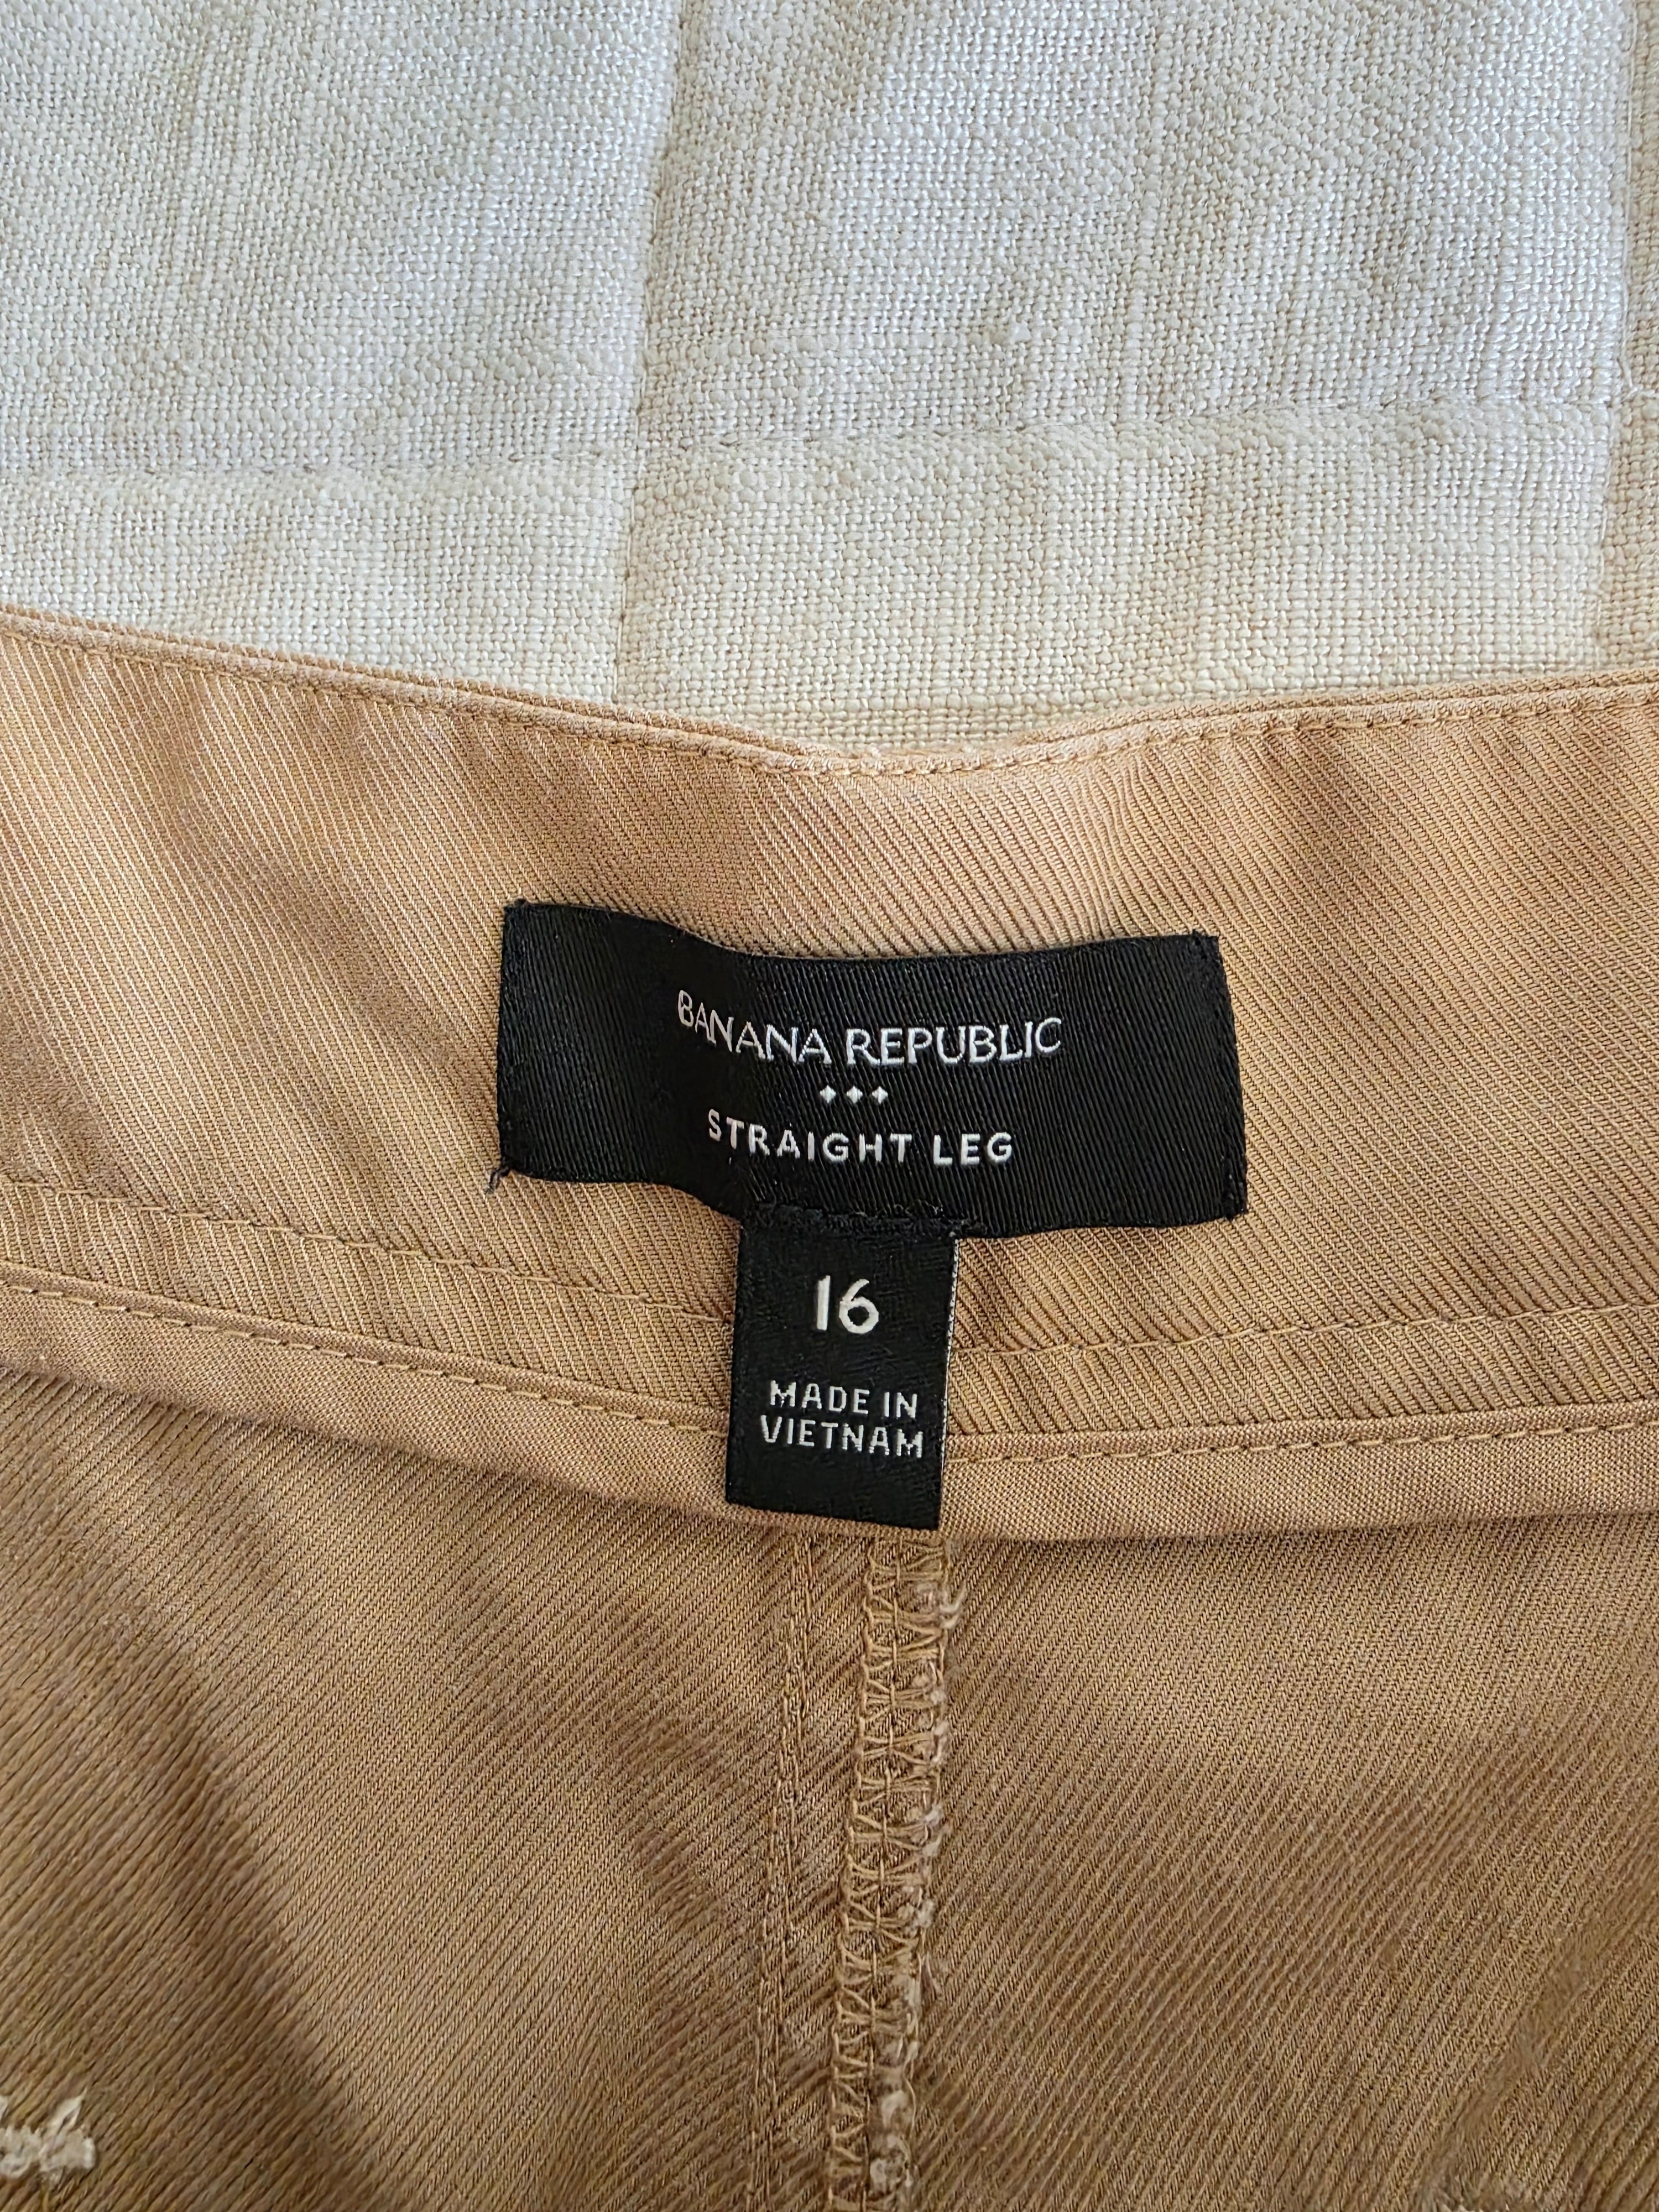 BANANA REPUBLIC
STRAIGHT LEG
16
MADE IN
VIETNAM